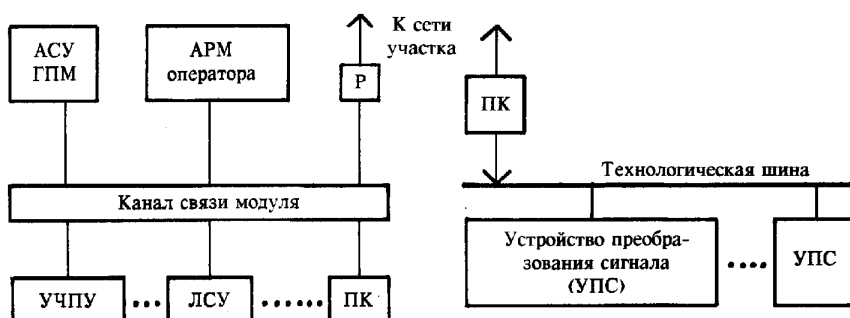 АСУ
ГПМ
АРМ
оператора
Р
К сети
участка
ПК
Канал связи модуля
Технологическая шина
УЧПУ ... ЛСУ ...... ПК
Устройство преобра-
зования сигнала
(УПС)
.... УПС